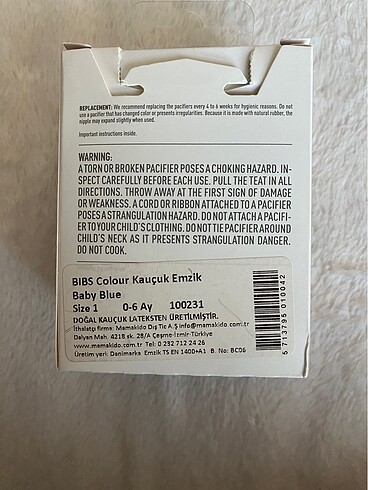 REPLACEMENT: We recommend replacing the pacifiers every 4 to 6 weeks for hygienic reasons. Do not
use a pacifier that has changed color or presents irregularities. Because it is made with natural rubber, the
nipple may expand slightly when used.
Important instructions inside.
WARNING:
A TORN OR BROKEN PACIFIER POSES A CHOKING HAZARD. IN-
SPECT CAREFULLY BEFORE EACH USE. PULL THE TEAT IN ALL
DIRECTIONS. THROW AWAY AT THE FIRST SIGN OF DAMAGE
OR WEAKNESS. A CORD OR RIBBON ATTACHED TO A PACIFIER
POSES A STRANGULATION HAZARD. DO NOT ATTACH A PACIFI-
ER TO YOUR CHILD'S CLOTHING. DO NOT TIE PACIFIER AROUND
CHILD'S NECK AS IT PRESENTS STRANGULATION DANGER.
DO NOT COOK.
BIBS Colour Kauçuk Emzik
Baby Blue
Size 1 0-6 Ay 100231
DOĞAL KAUÇUK LATEKSTEN ÜRETİLMİŞTİR.
İthalatçı firma: Mamakido Dış Tic A.Ş info@mamakido.com.tr
Dalyan Mah. 4218 sk. 28/A Çeşme-İzmir-Türkiye
www.mamakido.com.tr Tel: 0 232 712 24 26
Üretim yeri: Danimarka Emzik TS EN 1400+A1 B. No: BC06
5 713795 010042